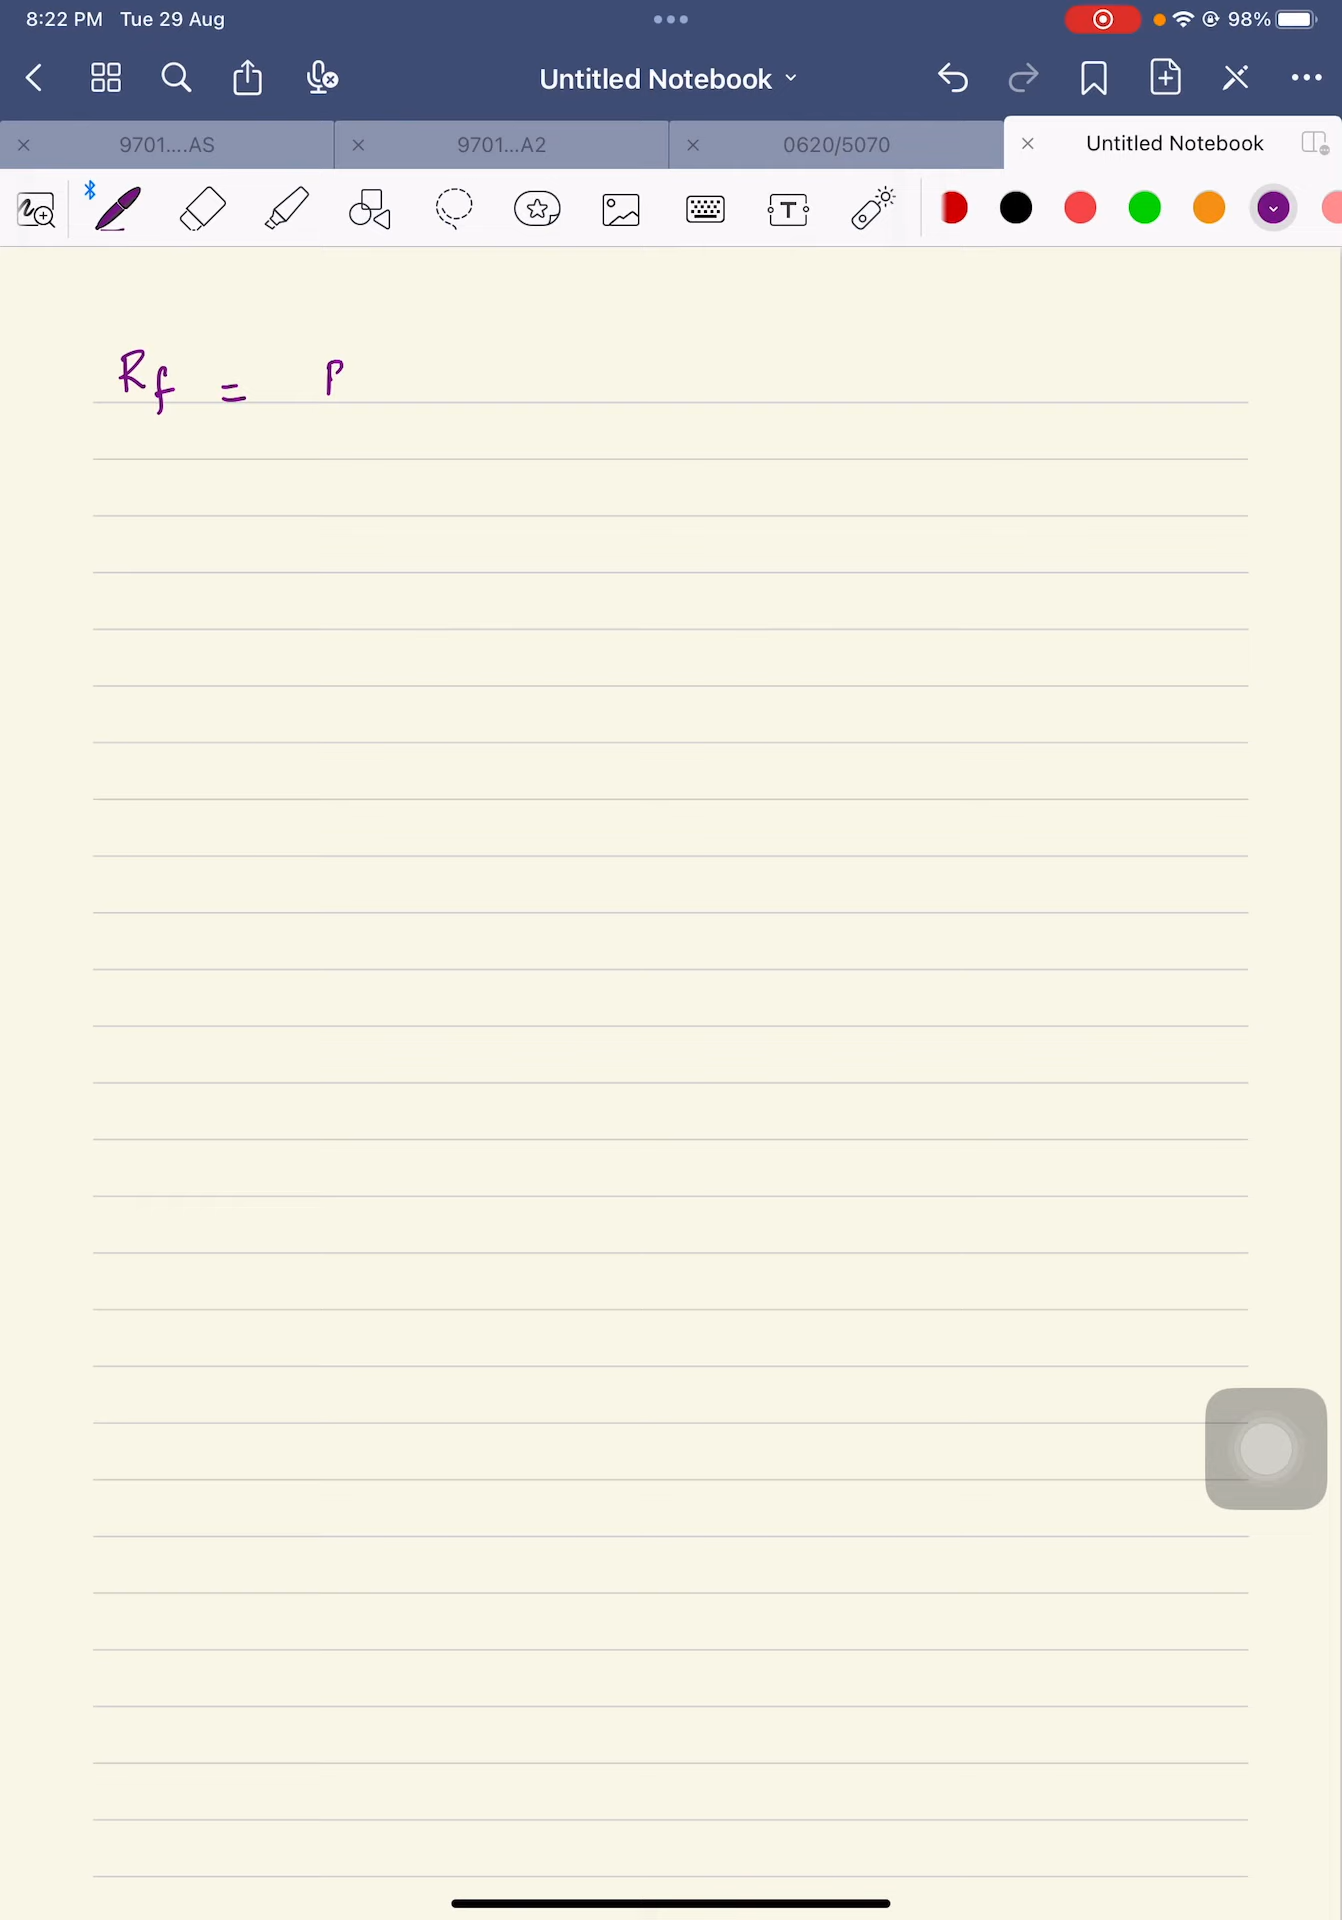 8:22 PM Tue 29 Aug 98%
Untitled Notebook
9701....AS 9701...A2 0620/5070 Untitled Notebook
T
Rf =